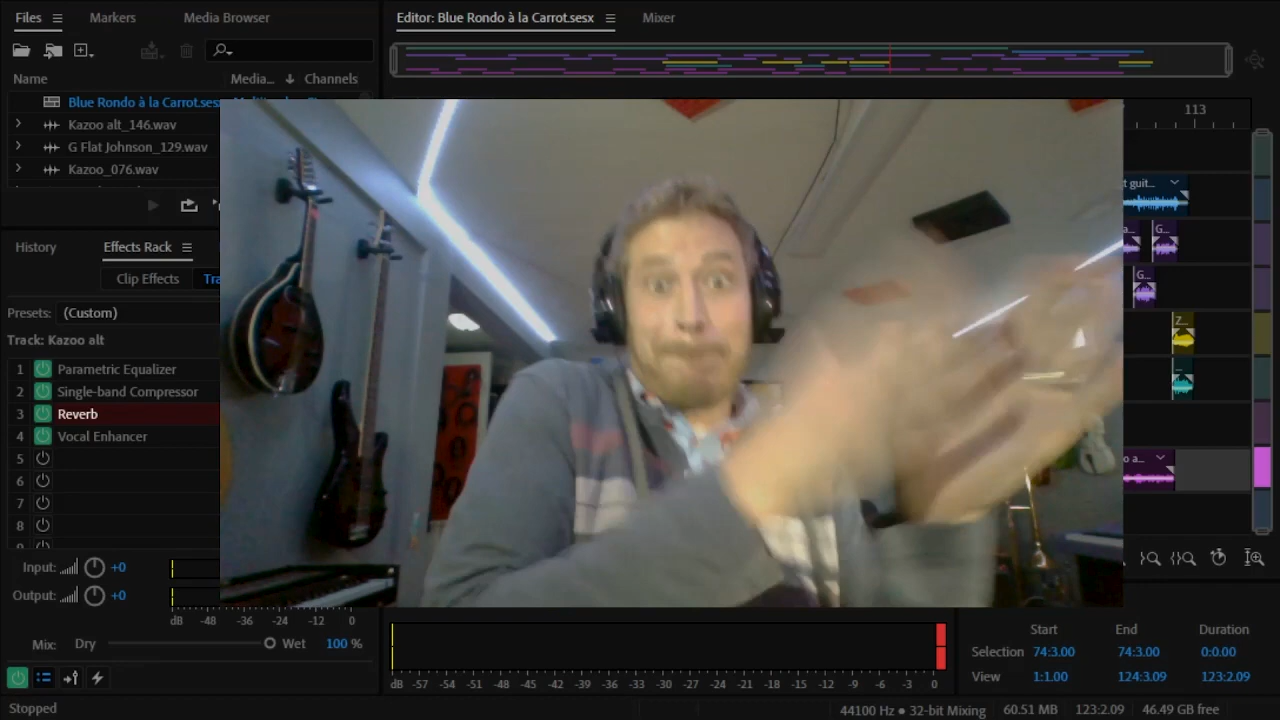 Files
Markers
Media Browser
Editor: Blue Rondo à la Carrot.sesx
Mixer
Name
Media...
Channels
Blue Rondo à la Carrot.sesx
Kazoo alt_146.wav
G Flat Johnson_129.wav
Kazoo_076.wav
113
t guit...
a...
G...
G...
Z...
...
o a...
History
Effects Rack
Clip Effects
Tra
Presets: (Custom)
Track: Kazoo alt
1 Parametric Equalizer
2 Single-band Compressor
3 Reverb
4 Vocal Enhancer
5
6
7
8
Input: +0
Output: +0
dB -48 -36 -24 -12 0
Mix: Dry Wet 100 %
dB -57 -54 -51 -48 -45 -42 -39 -36 -33 -30 -27 -24 -21 -18 -15 -12 -9 -6 -3 0
Start End Duration
Selection 74:3.00 74:3.00 0:0.00
View 1:1.00 124:3.09 123:2.09
Stopped
44100 Hz ● 32-bit Mixing 60.51 MB 123:2.09 46.49 GB free